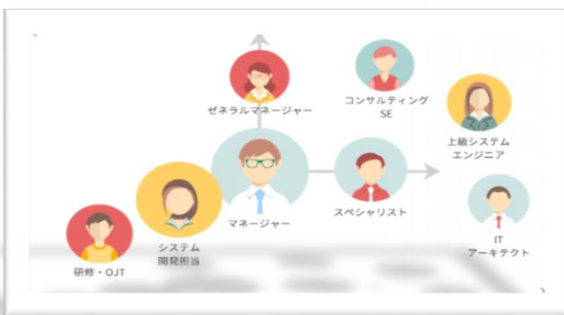 ゼネラルマネージャー
コンサルティング
SE
上級システム
エンジニア
マネージャー
スペシャリスト
IT
アーキテクト
システム
開発担当
研修・OJT